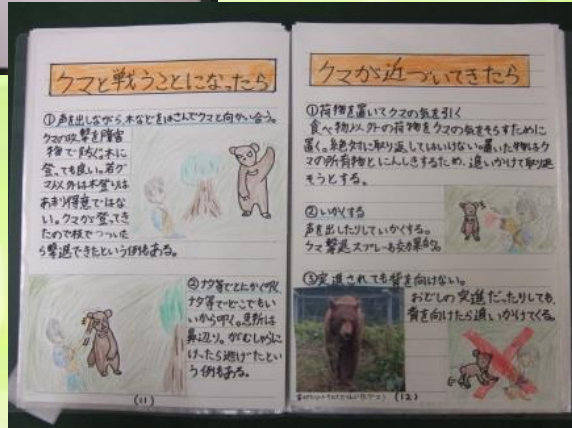 クマと戦うことになったら
①声を出しながら、木などをはさんでクマと向かい合う。
クマの攻撃を障害
物で防ぐ。木に
登っても良い。若グ
マ以外は木登りは
あまり得意ではな
い。クマが登ってき
たので枝でつついた
ら撃退できたという例もある。
②ナタ等でとにかく叩く。
ナタ等でどこでもい
いから叩く。急所は
鼻辺り。がむしゃらに
けったら逃げたとい
う例もある。
(11)
クマが近づいてきたら
①荷物を置いてクマの気を引く
食べ物以外の荷物をクマの気をそらすために
置く。絶対に取り返してはいけない。置いた物はク
マの所有物とにんしきするため、追いかけて取り返
そうとする。
②いかくする
声を出したりしていかくする。
クマ撃退スプレーも効果的。
③突進されても背を向けない。
おどしの突進だったりしても、
背を向けたら追いかけてくる。
(12)